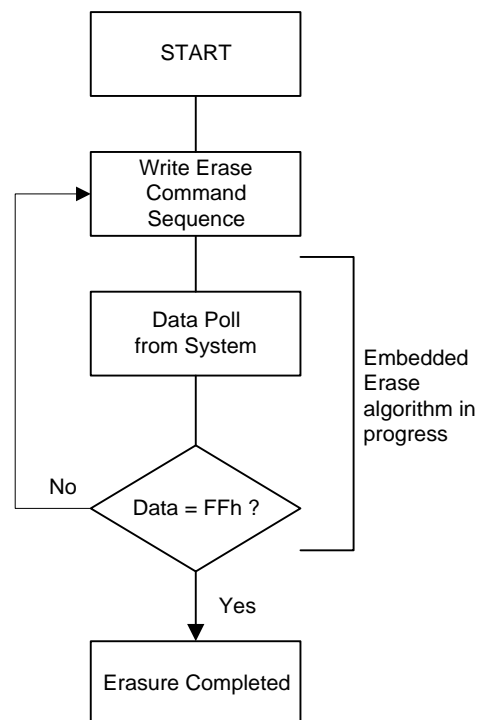 START
Write Erase
Command
Sequence
Data Poll
from System
Embedded
Erase
algorithm in
progress
No
Data = FFh ?
Yes
Erasure Completed